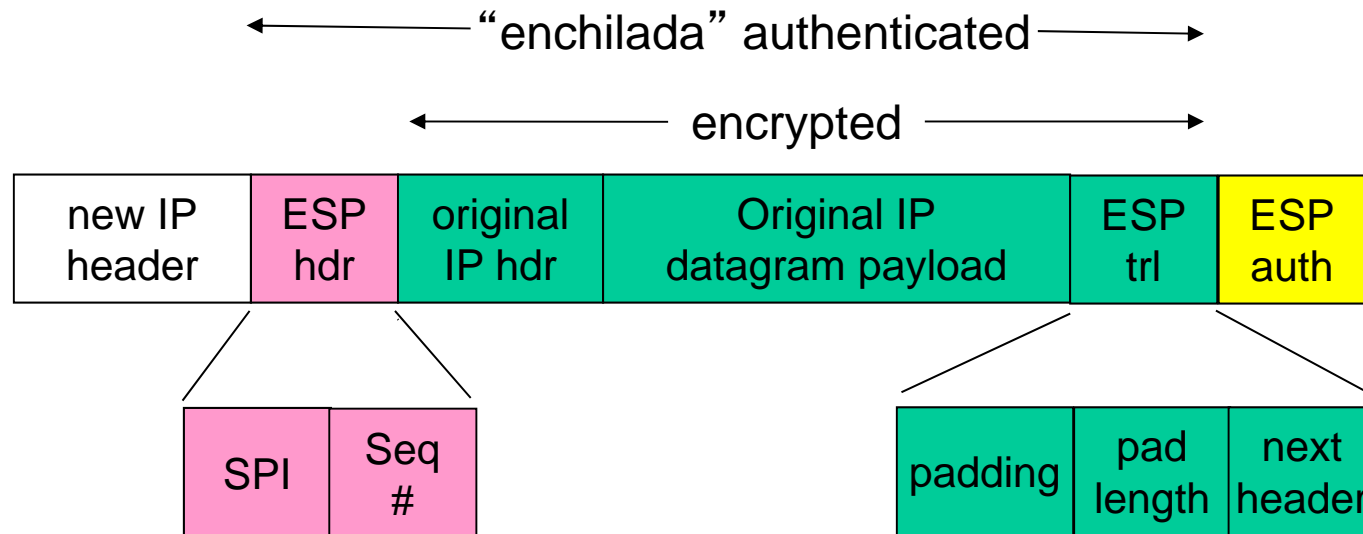 “enchilada” authenticated
encrypted
new IP
header
ESP
hdr
original
IP hdr
Original IP
datagram payload
ESP
trl
ESP
auth
SPI
Seq
#
padding
pad
length
next
header